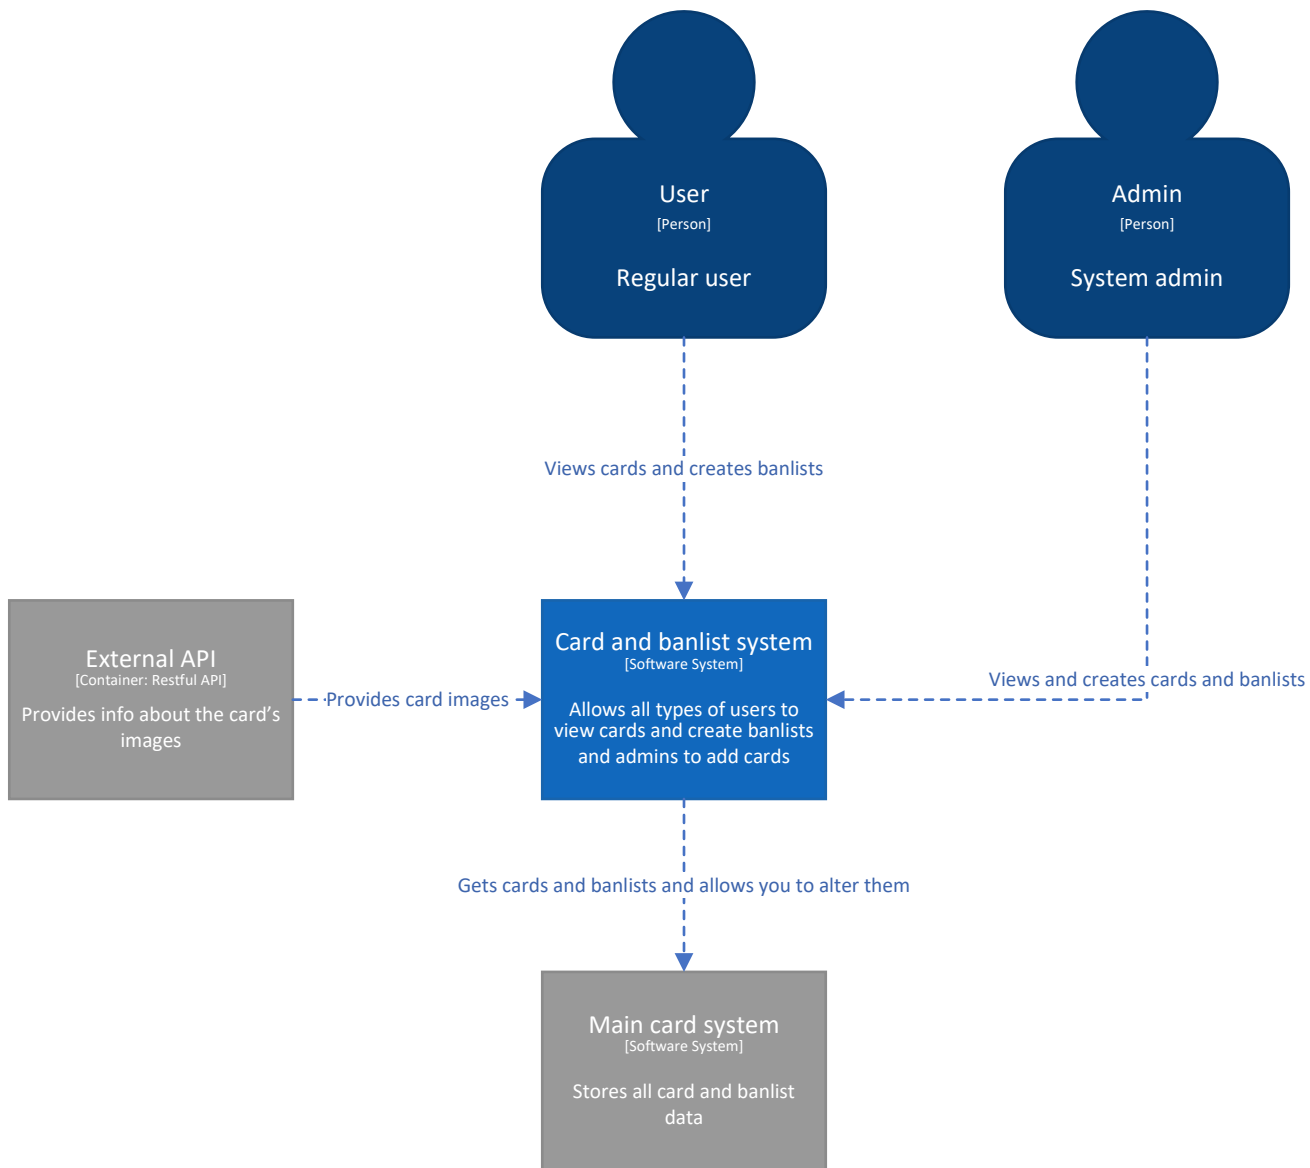 User
[Person]
Regular user
Admin
[Person]
System admin
Views cards and creates banlists
External API
[Container: Restful API]
Provides info about the card's
images
Provides card images
Card and banlist system
[Software System]
Allows all types of users to
view cards and create banlists
and admins to add cards
Views and creates cards and banlists
Gets cards and banlists and allows you to alter them
Main card system
[Software System]
Stores all card and banlist
data